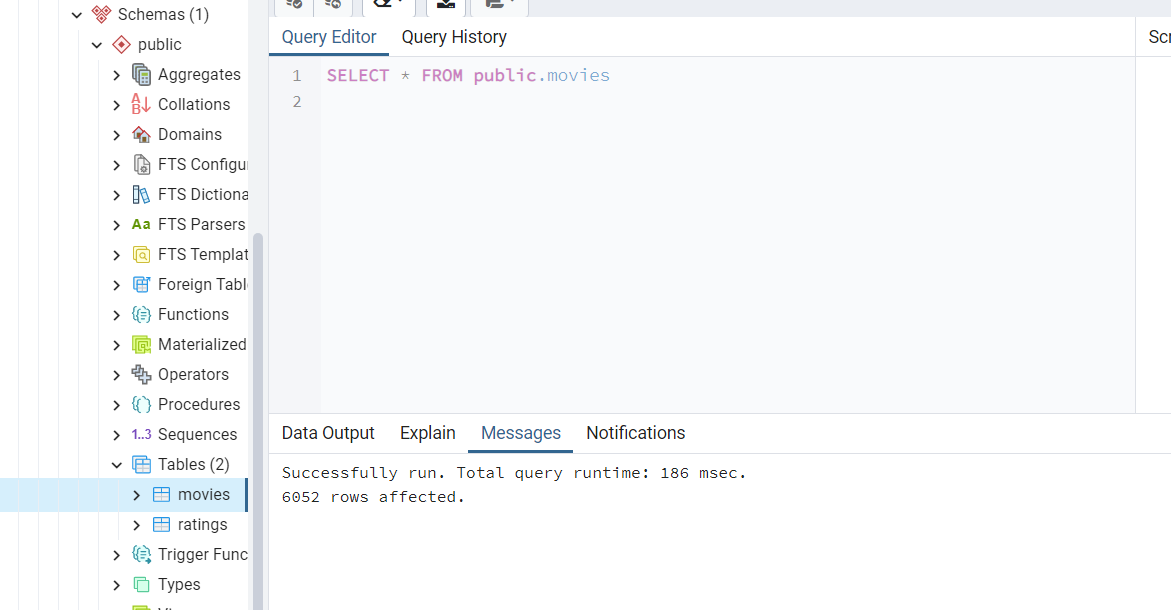 Schemas (1)
public
Aggregates
Collations
Domains
FTS Configu
FTS Dictiona
FTS Parsers
FTS Templat
Foreign Tabl
Functions
Materialized
Operators
Procedures
1..3 Sequences
Tables (2)
movies
ratings
Trigger Func
Types
Query Editor Query History
1 SELECT * FROM public.movies
2
Scr
Data Output Explain Messages Notifications
Successfully run. Total query runtime: 186 msec.
6052 rows affected.